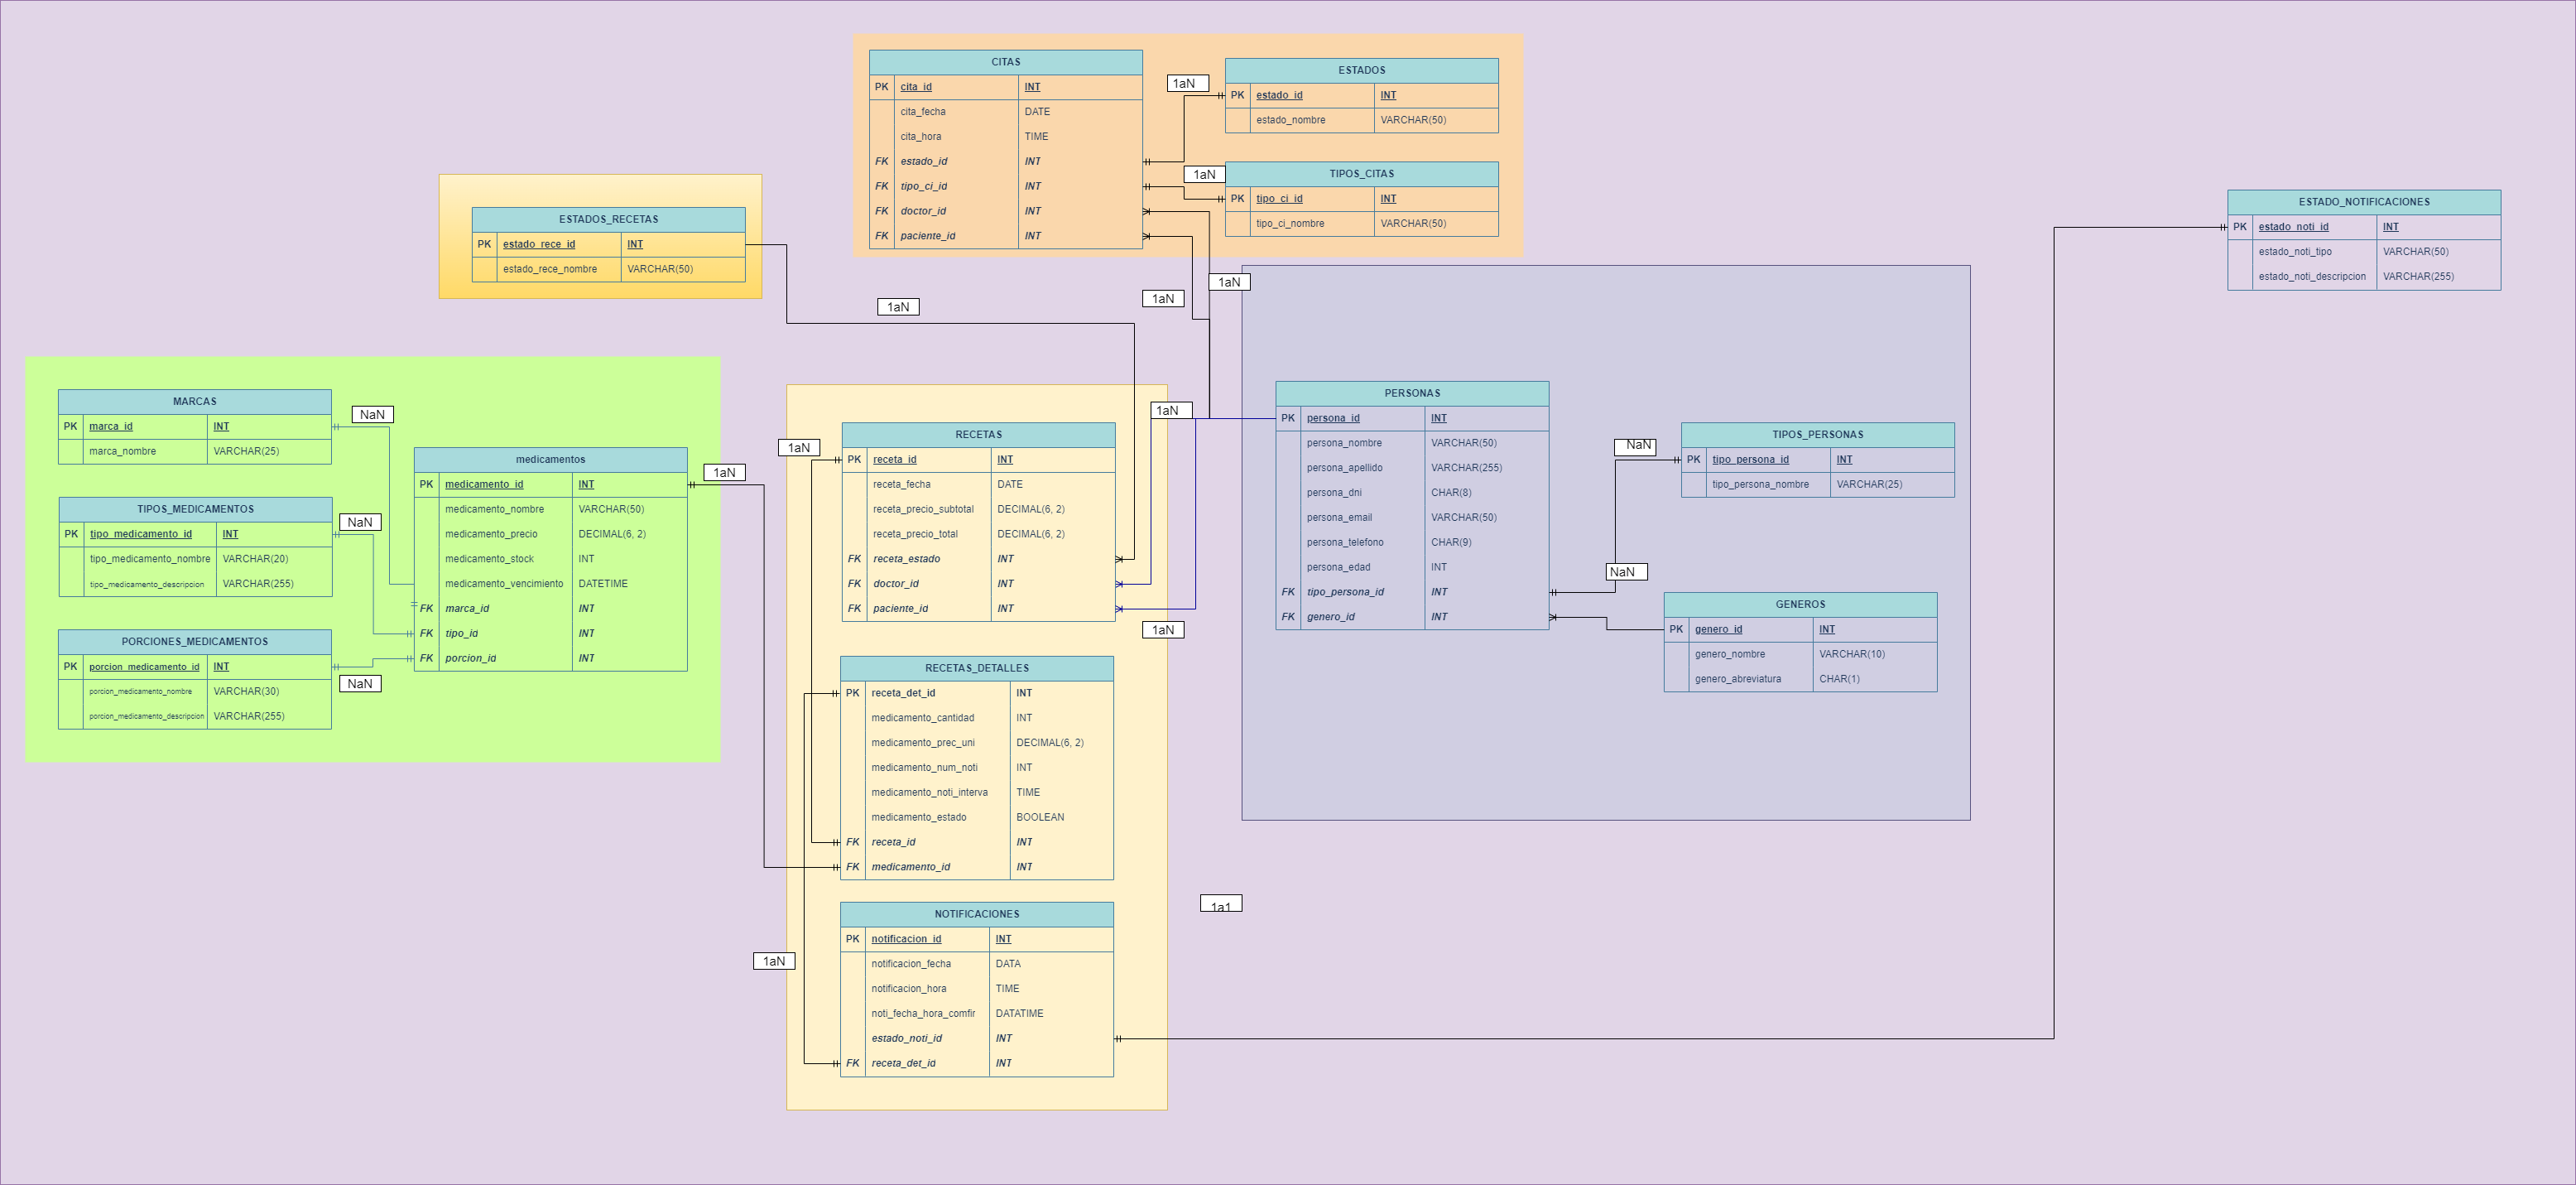 CITAS
PK cita_id INT
cita_fecha DATE
cita_hora TIME
FK estado_id INT
FK tipo_ci_id INT
FK doctor_id INT
FK paciente_id INT
1aN
ESTADOS
PK estado_id INT
estado_nombre VARCHAR(50)
1aN
TIPOS_CITAS
PK tipo_ci_id INT
tipo_ci_nombre VARCHAR(50)
ESTADOS_RECETAS
PK estado_rece_id INT
estado_rece_nombre VARCHAR(50)
ESTADO_NOTIFICACIONES
PK estado_noti_id INT
estado_noti_tipo VARCHAR(50)
estado_noti_descripcion VARCHAR(255)
1aN
1aN
1aN
MARCAS
PK marca_id INT
marca_nombre VARCHAR(25)
NaN
TIPOS_MEDICAMENTOS
PK tipo_medicamento_id INT
tipo_medicamento_nombre VARCHAR(20)
tipo_medicamento_descripcion VARCHAR(255)
NaN
PORCIONES_MEDICAMENTOS
PK porcion_medicamento_id INT
porcion_medicamento_nombre VARCHAR(30)
porcion_medicamento_descripcion VARCHAR(255)
NaN
medicamentos
PK medicamento_id INT
medicamento_nombre VARCHAR(50)
medicamento_precio DECIMAL(6, 2)
medicamento_stock INT
medicamento_vencimiento DATETIME
FK marca_id INT
FK tipo_id INT
FK porcion_id INT
1aN
1aN
1aN
RECETAS
PK receta_id INT
receta_fecha DATE
receta_precio_subtotal DECIMAL(6, 2)
receta_precio_total DECIMAL(6, 2)
FK receta_estado INT
FK doctor_id INT
FK paciente_id INT
1aN
PERSONAS
PK persona_id INT
persona_nombre VARCHAR(50)
persona_apellido VARCHAR(255)
persona_dni CHAR(8)
persona_email VARCHAR(50)
persona_telefono CHAR(9)
persona_edad INT
FK tipo_persona_id INT
FK genero_id INT
NaN
TIPOS_PERSONAS
PK tipo_persona_id INT
tipo_persona_nombre VARCHAR(25)
NaN
GENEROS
PK genero_id INT
genero_nombre VARCHAR(10)
genero_abreviatura CHAR(1)
RECETAS_DETALLES
PK receta_det_id INT
medicamento_cantidad INT
medicamento_prec_uni DECIMAL(6, 2)
medicamento_num_noti INT
medicamento_noti_interva TIME
medicamento_estado BOOLEAN
FK receta_id INT
FK medicamento_id INT
1a1
NOTIFICACIONES
PK notificacion_id INT
notificacion_fecha DATA
notificacion_hora TIME
noti_fecha_hora_comfir DATATIME
estado_noti_id INT
FK receta_det_id INT
1aN